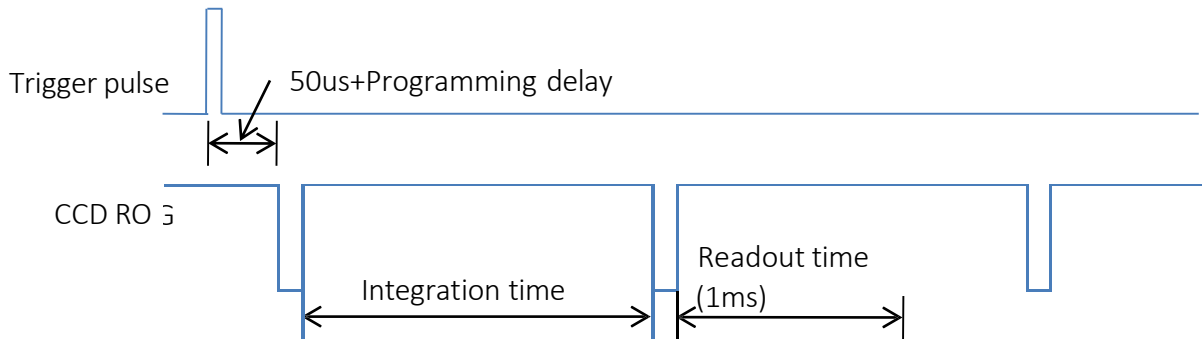 Trigger pulse
50us+Programming delay
CCD ROG
Integration time
Readout time
(1ms)